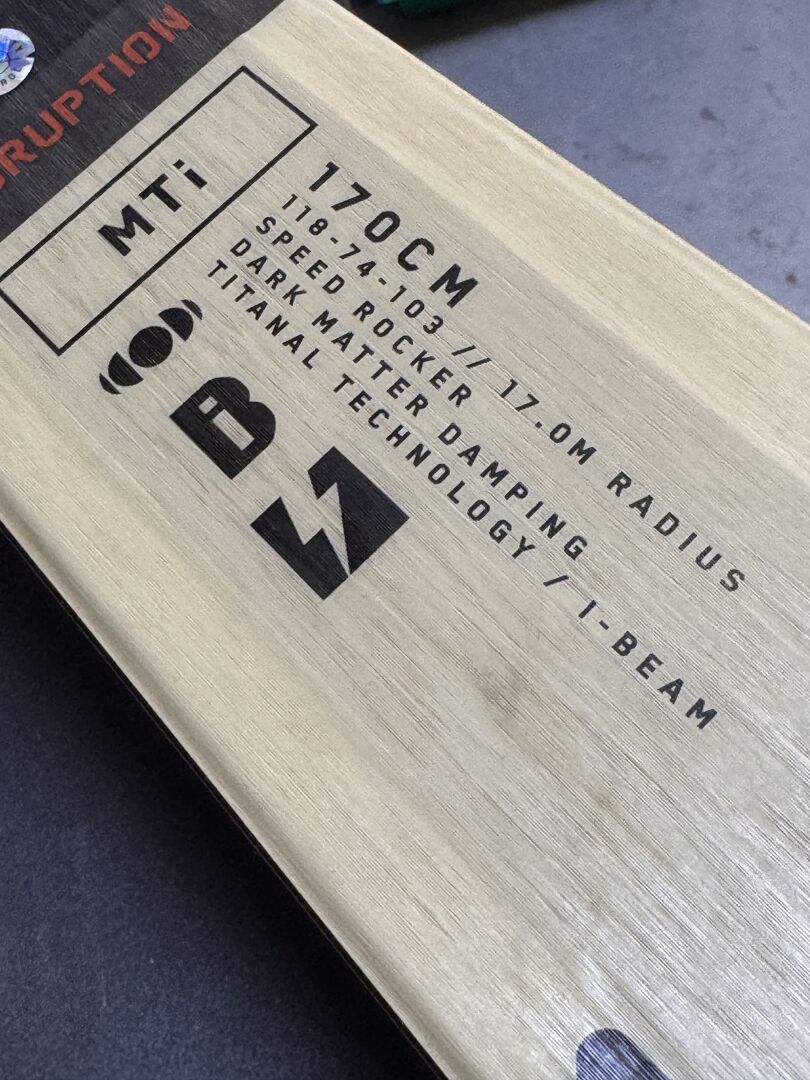 RUPTION
MTi
170CM
118-74-103 // 17.0M RADIUS
SPEED ROCKER
DARK MATTER DAMPING
TITANAL TECHNOLOGY / I-BEAM